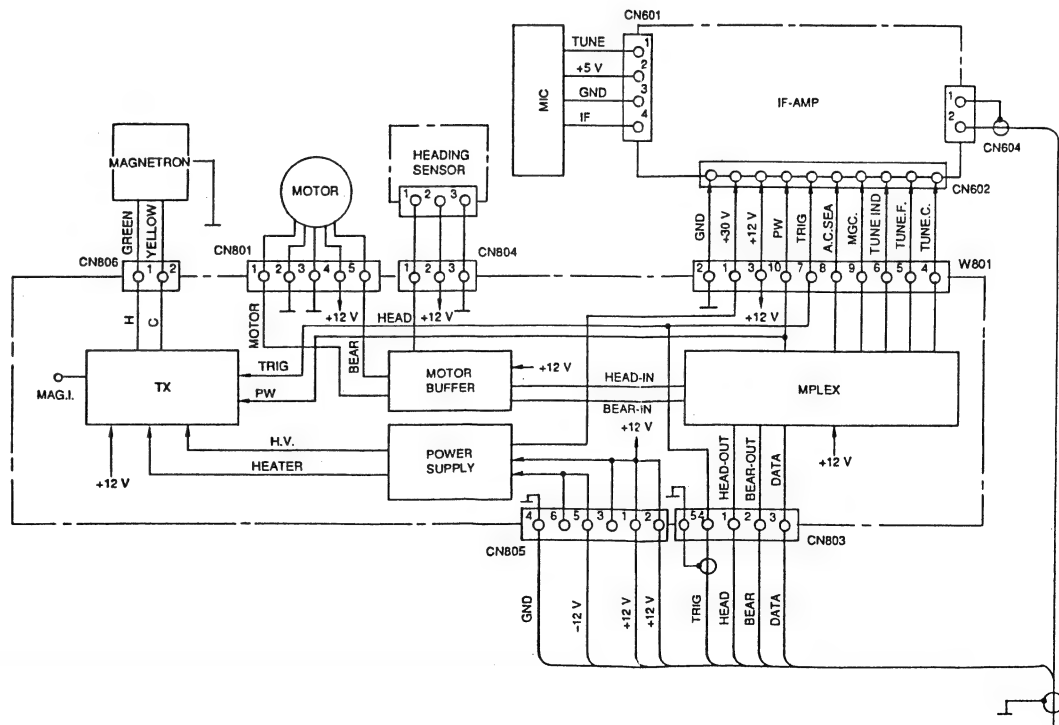 CN601
TUNE 1
+5 V 2
GND 3
IF 4
MIC
IF-AMP
1
2
CN604
CN602
MAGNETRON
GREEN
YELLOW
CN806
1 2
MOTOR
CN801
1 2 3 4 5
HEADING
SENSOR
1 2 3
CN804
1 2 3
GND
+30 V
+12 V
PW
TRIG
A.C.SEA
MGC.
TUNE IND
TUNE.F.
TUNE.C.
2 1 3 10 7 8 9 6 5 4
W801
H
C
MOTOR
+12 V
BEAR
HEAD
+12 V
+12 V
TX
MAG.I.
TRIG
PW
MOTOR
BUFFER
+12 V
HEAD-IN
BEAR-IN
+12 V
MPLEX
H.V.
HEATER
POWER
SUPPLY
+12 V
HEAD-OUT
BEAR-OUT
DATA
+12 V
4 6 5 3 1 2
CN805
5 4 1 2 3
CN803
GND
-12 V
+12 V
+12 V
TRIG
HEAD
BEAR
DATA